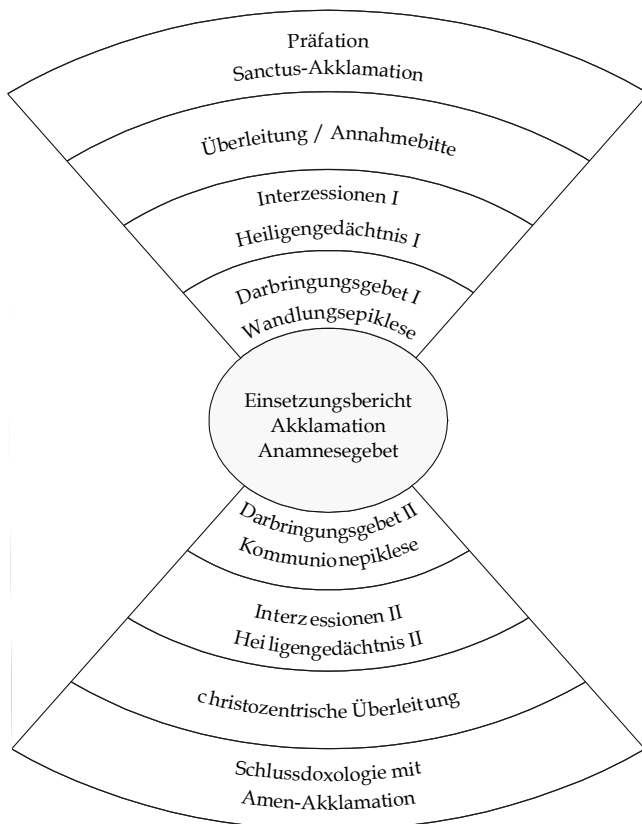 Präfation
Sanctus-Akklamation
Überleitung / Annahmebitte
Interzessionen I
Heiligengedächtnis I
Darbringungsgebet I
Wandlungsepiklese
Einsetzungsbericht
Akklamation
Anamnesegebet
Darbringungsgebet II
Kommunionepiklese
Interzessionen II
Heiligengedächtnis II
christozentrische Überleitung
Schlussdoxologie mit
Amen-Akklamation